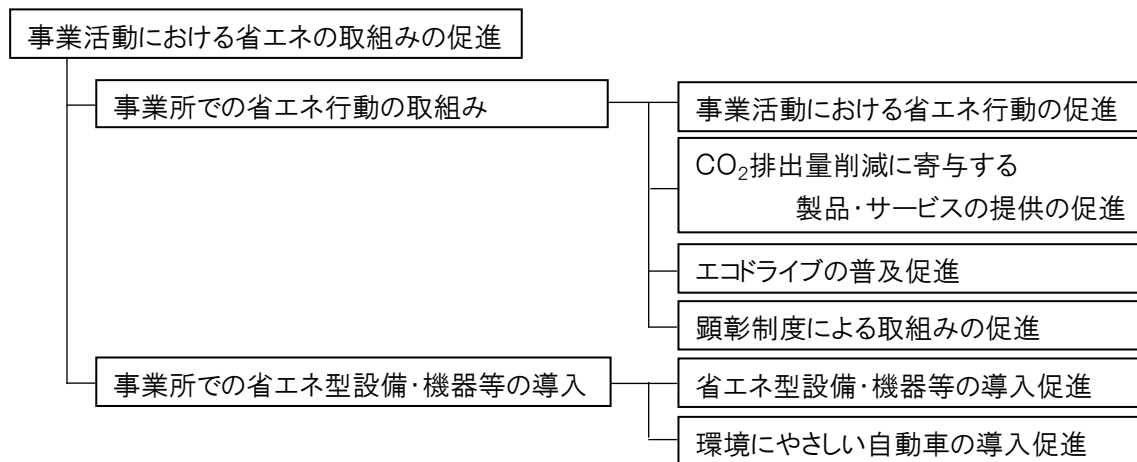 事業活動における省エネの取組みの促進
事業所での省エネ行動の取組み
事業活動における省エネ行動の促進
CO₂排出量削減に寄与する
製品・サービスの提供の促進
エコドライブの普及促進
顕彰制度による取組みの促進
事業所での省エネ型設備・機器等の導入
省エネ型設備・機器等の導入促進
環境にやさしい自動車の導入促進